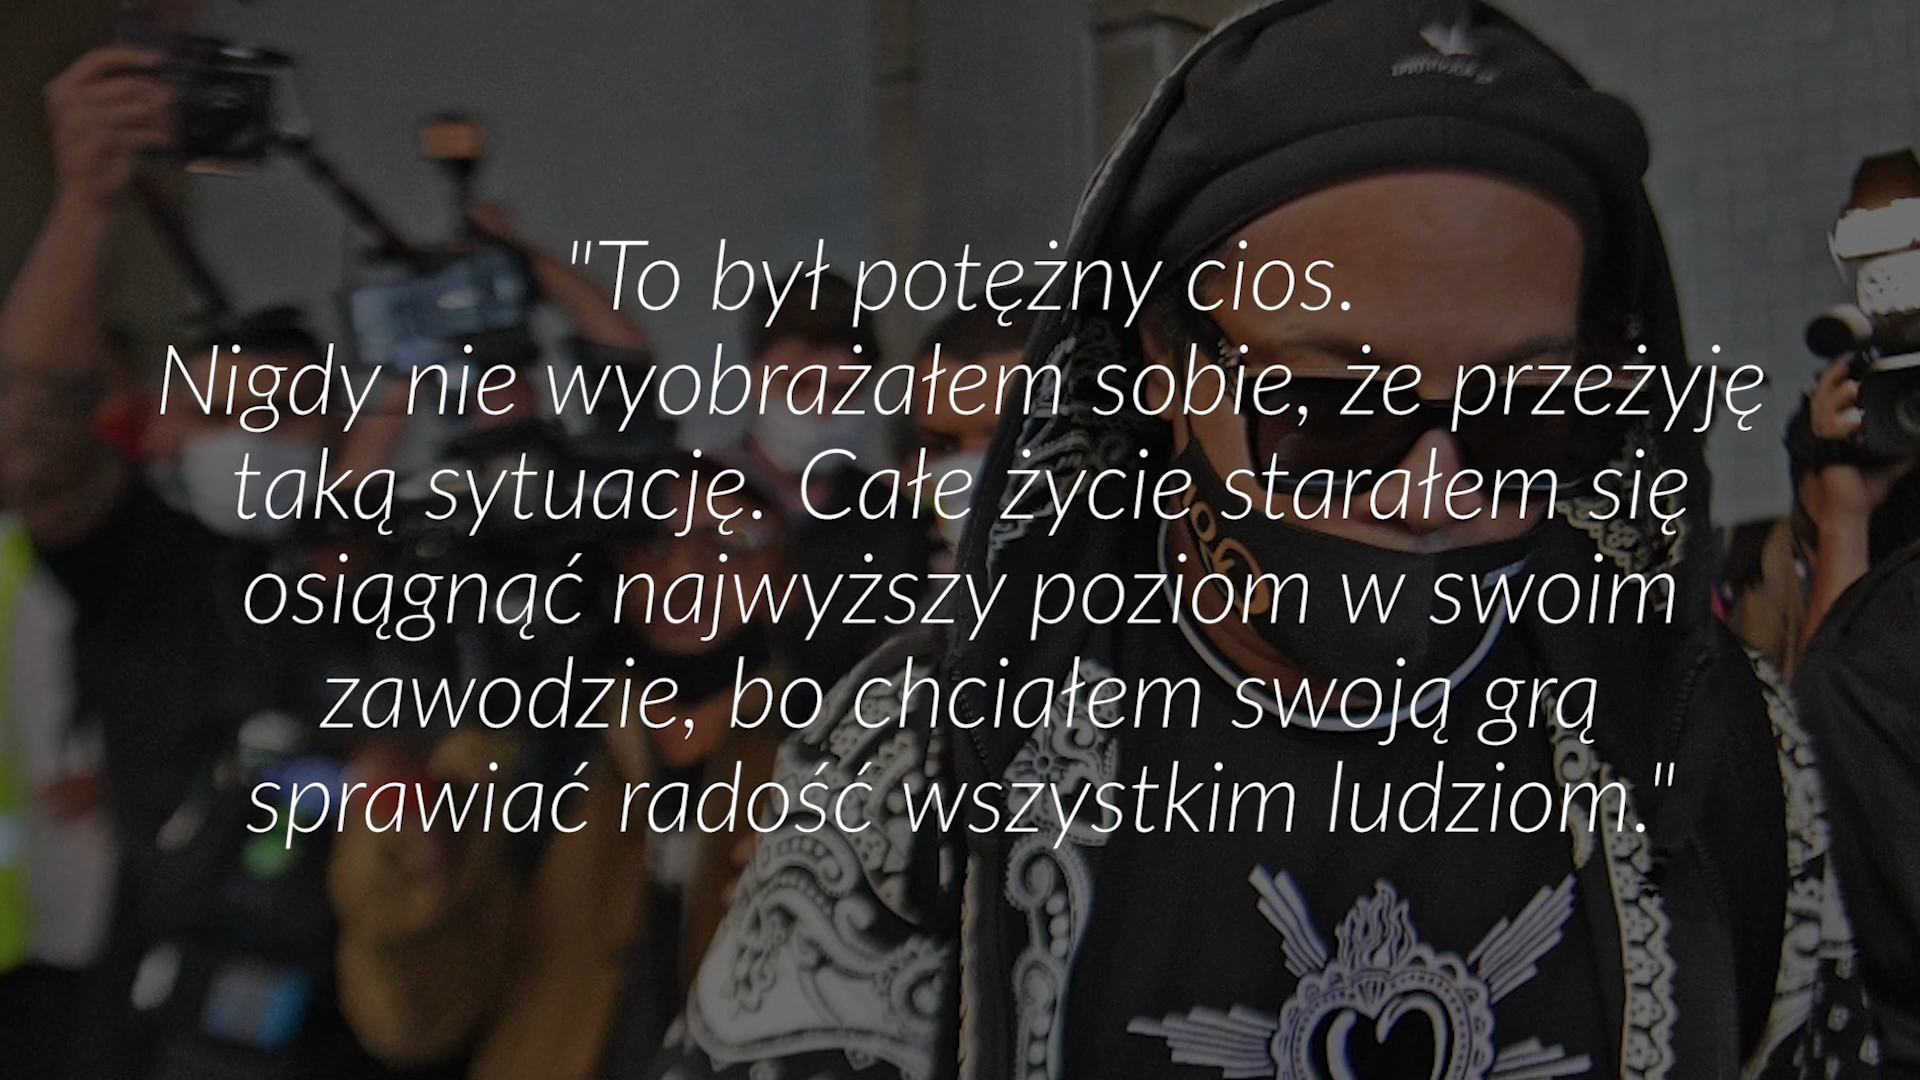 "To był potężny cios.
Nigdy nie wyobrażałem sobie, że przeżyję
taką sytuację. Całe życie starałem się
osiągnąć najwyższy poziom w swoim
zawodzie, bo chciałem swoją grą
sprawiać radość wszystkim ludziom."